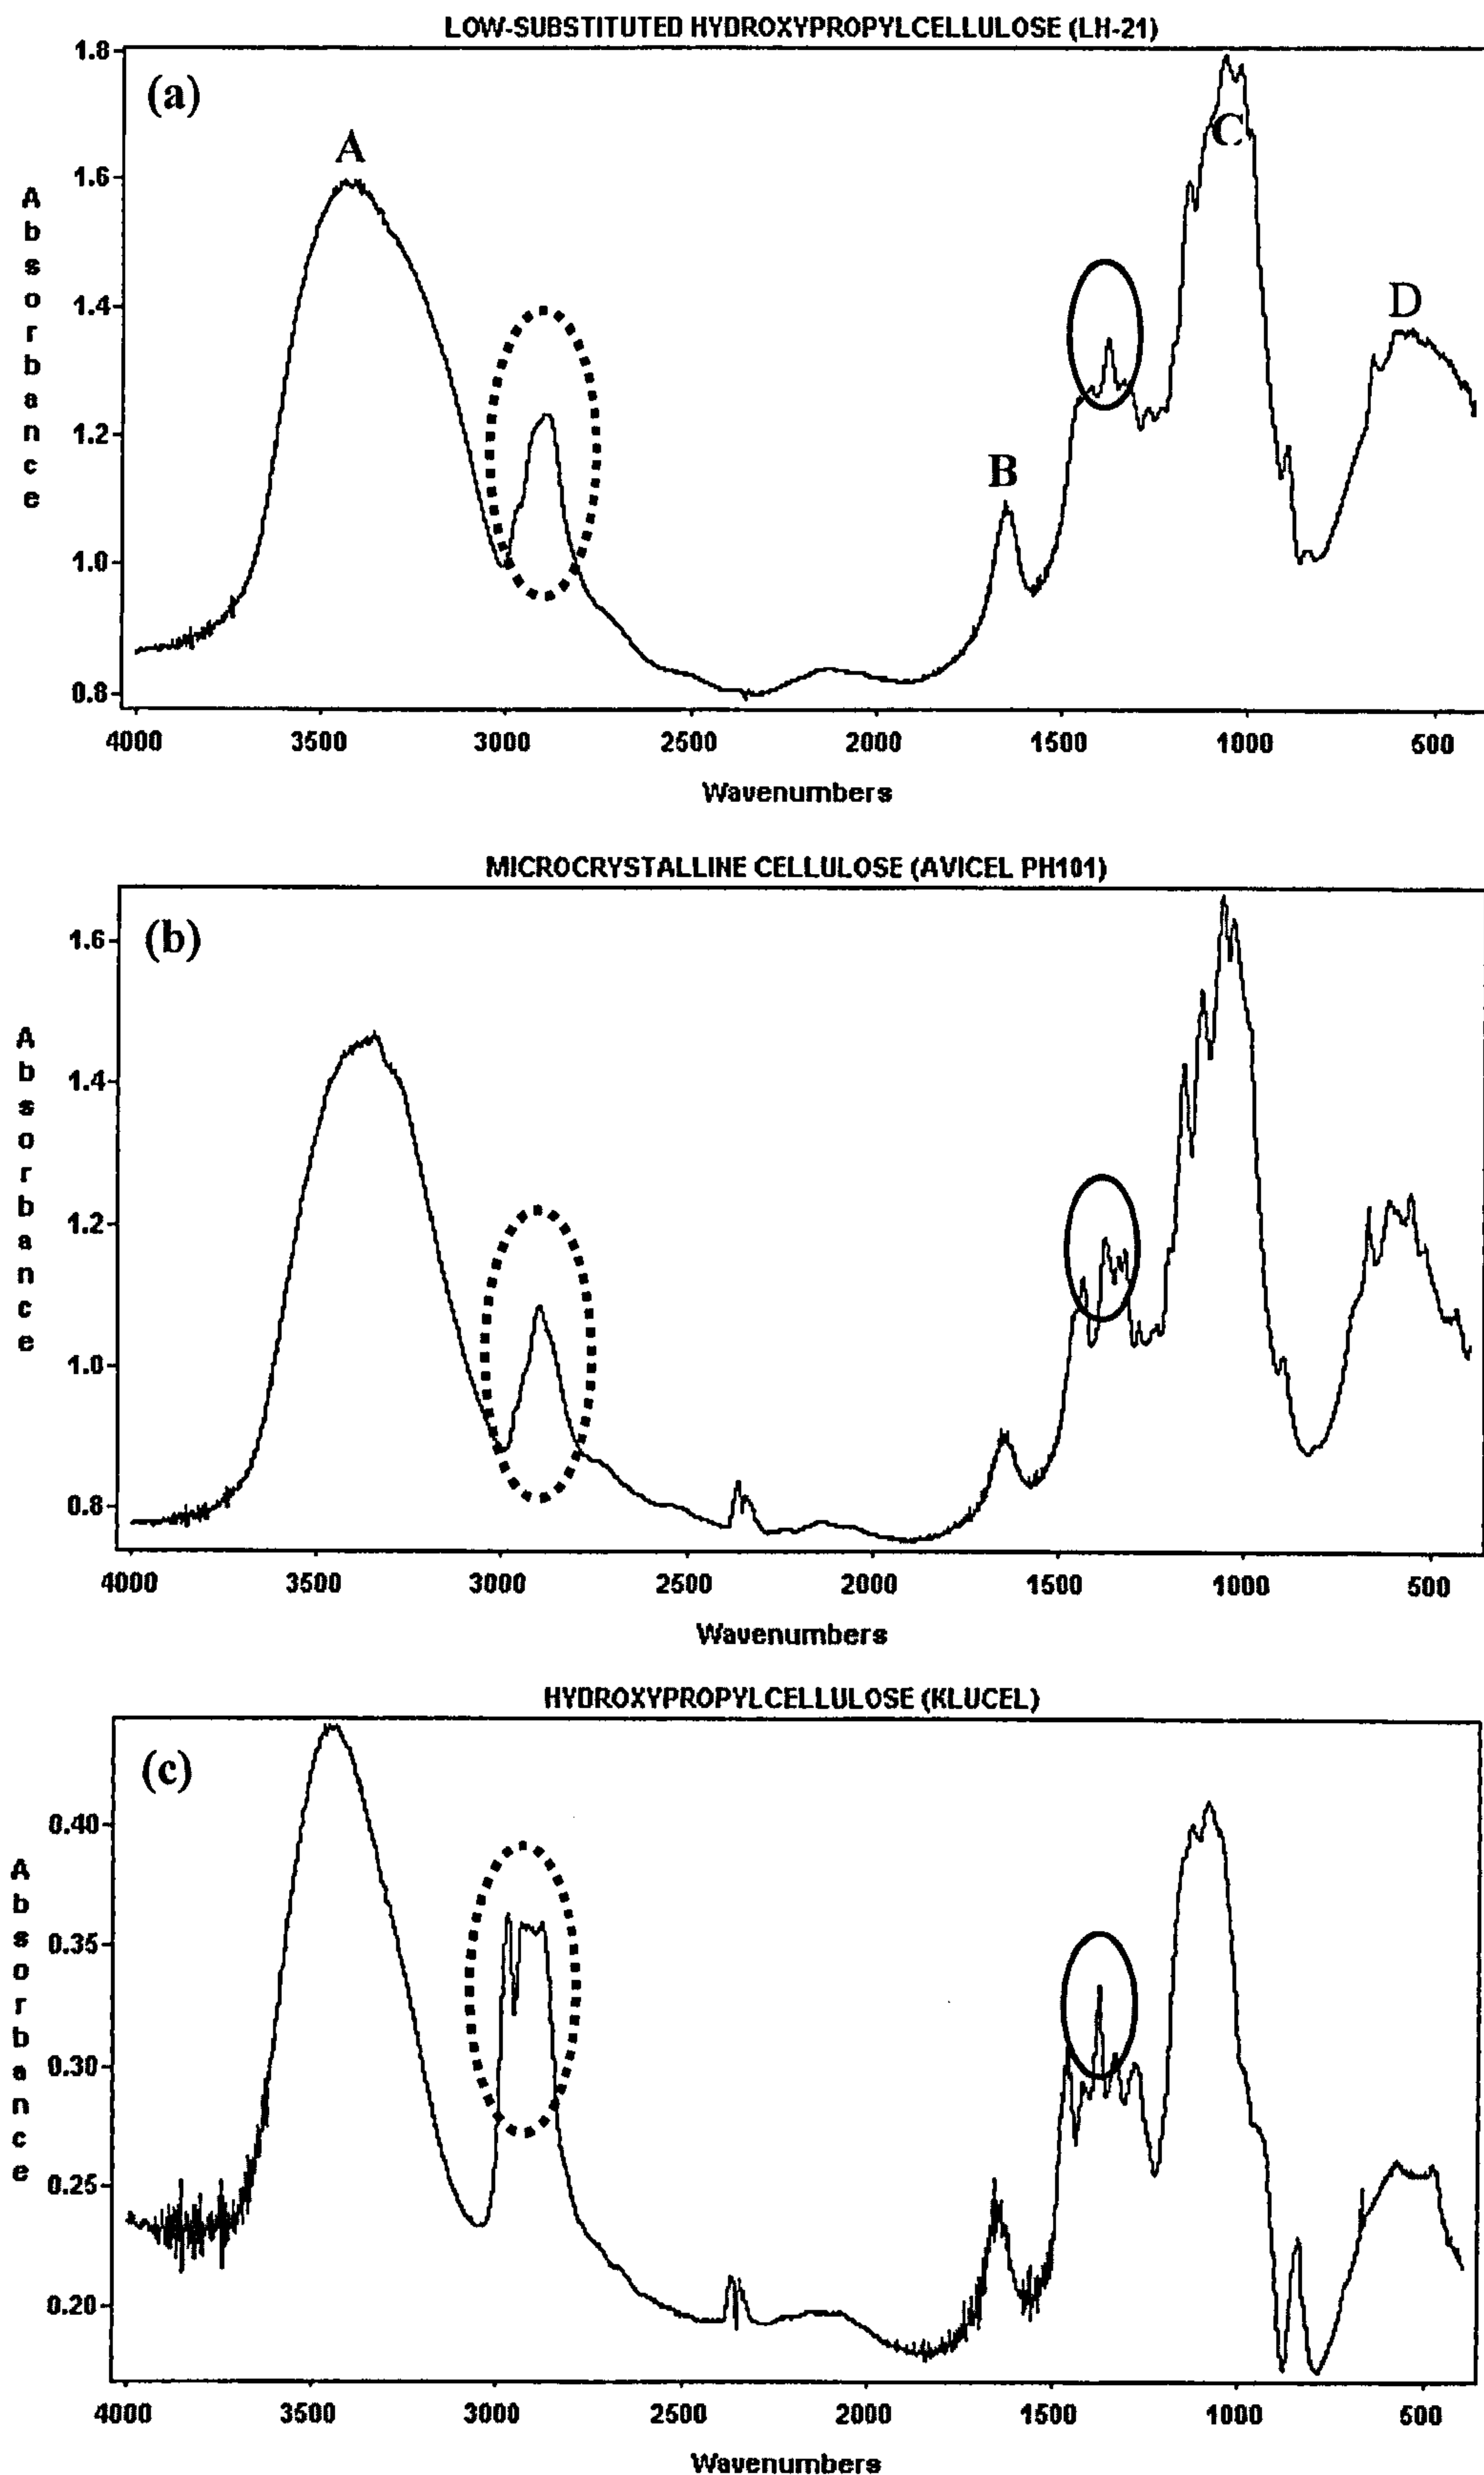 LOW-SUBSTITUTED HYDROXYPROPYLCELLULOSE (LH-21)
(a)
A
B
C
D
Absorbance
1.8
1.6
1.4
1.2
1.0
0.8
4000 3500 3000 2500 2000 1500 1000 500
Wavenumbers
MICROCRYSTALLINE CELLULOSE (AVICEL PH101)
(b)
Absorbance
1.6
1.4
1.2
1.0
0.8
4000 3500 3000 2500 2000 1500 1000 500
Wavenumbers
HYDROXYPROPYLCELLULOSE (KLUCEL)
(c)
Absorbance
0.40
0.35
0.30
0.25
0.20
4000 3500 3000 2500 2000 1500 1000 500
Wavenumbers